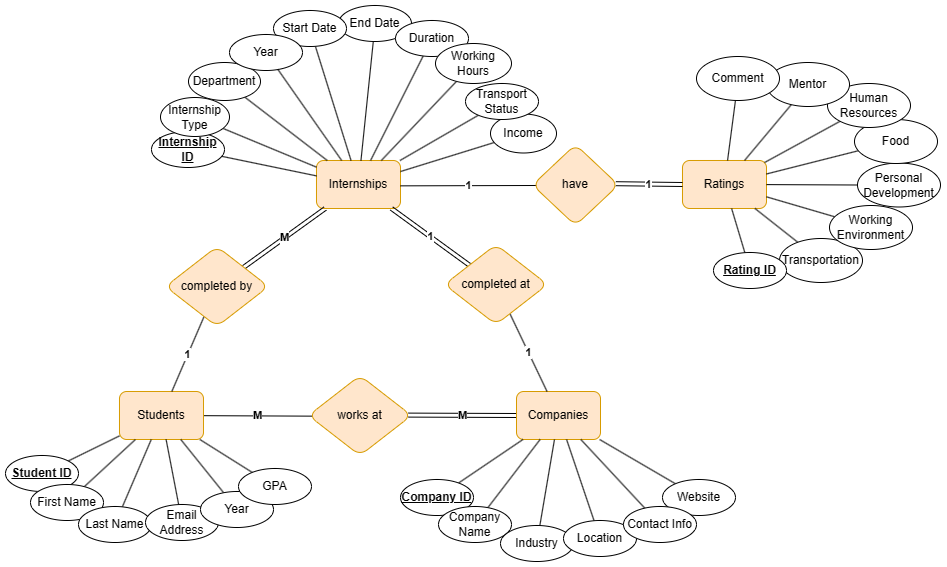 End Date
Start Date
Duration
Year
Working
Hours
Department
Comment
Mentor
Transport
Status
Human
Resources
Internship
Type
Income
Food
Internship
ID
Internships
1
have
1
Ratings
Personal
Development
Working
Environment
M
1
Transportation
Rating ID
completed by
completed at
1
1
Students
M
works at
M
Companies
Student ID
GPA
First Name
Year
Last Name
Email
Address
Company ID
Website
Company
Name
Contact Info
Industry
Location